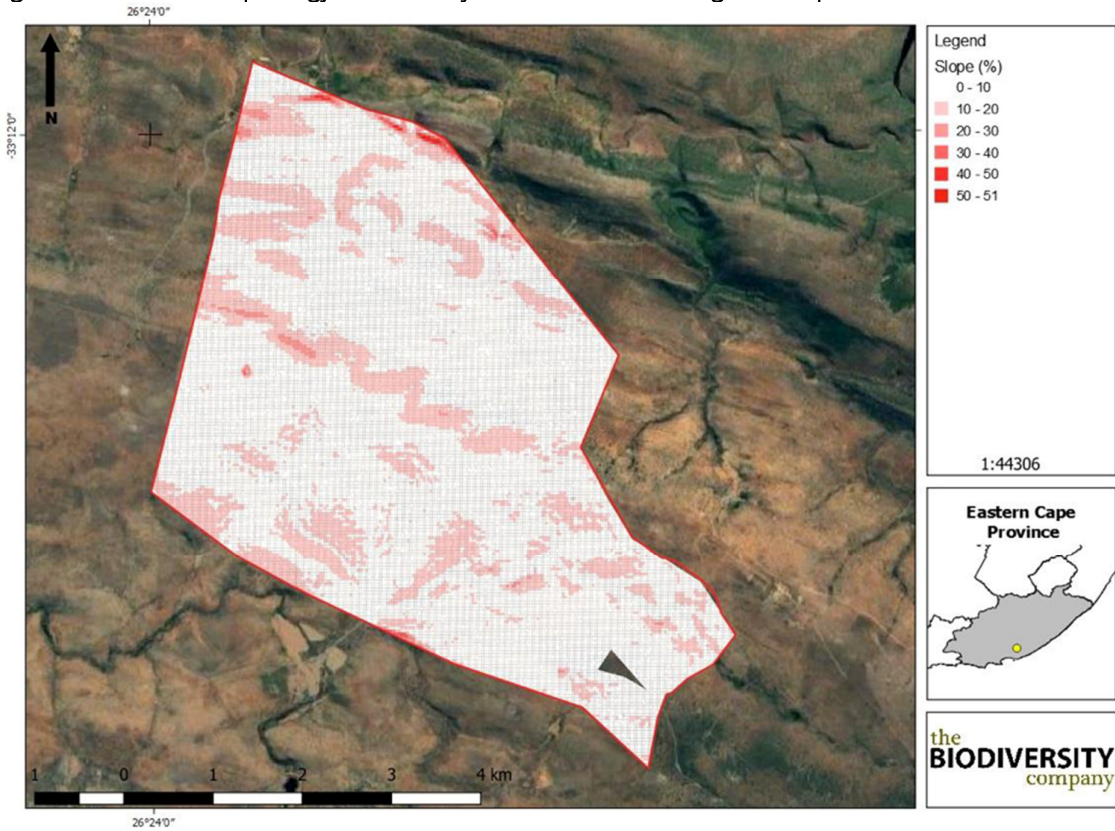 26°24'0"
N
-33°12'0"
Legend
Slope (%)
0 - 10
10 - 20
20 - 30
30 - 40
40 - 50
50 - 51
1:44306
Eastern Cape
Province
the
BIODIVERSITY
company
1 0 1 2 3 4 km
26°24'0"